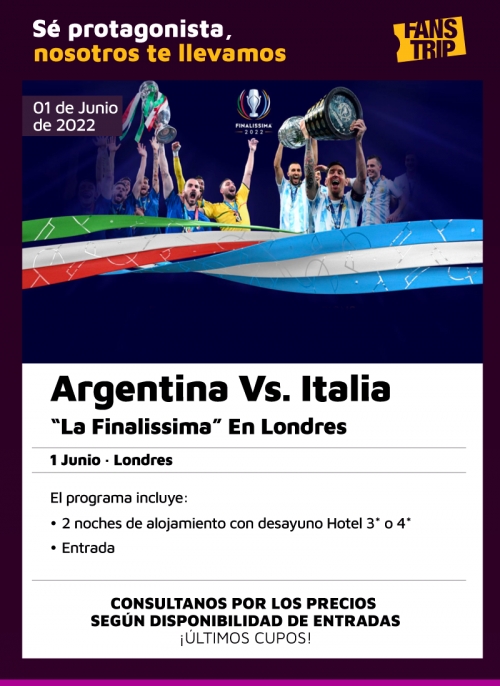 Sé protagonista,
nosotros te llevamos
FANS
TRIP
01 de Junio
de 2022
FINALISSIMA
2022
Argentina Vs. Italia
“La Finalissima” En Londres
1 Junio · Londres
El programa incluye:
• 2 noches de alojamiento con desayuno Hotel 3* o 4*
• Entrada
CONSULTANOS POR LOS PRECIOS
SEGÚN DISPONIBILIDAD DE ENTRADAS
¡ÚLTIMOS CUPOS!